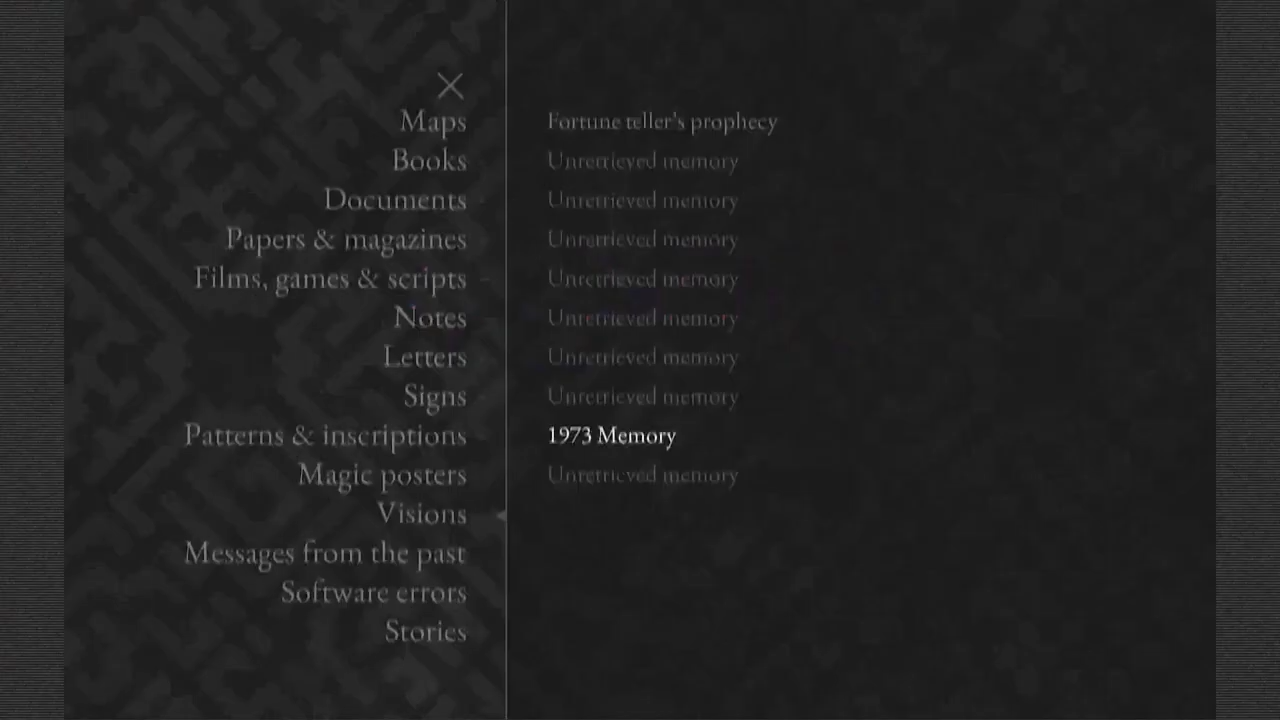 Maps
Books
Documents
Papers & magazines
Films, games & scripts
Notes
Letters
Signs
Patterns & inscriptions
Magic posters
Visions
Messages from the past
Software errors
Stories
Fortune teller's prophecy
Unretrieved memory
Unretrieved memory
Unretrieved memory
Unretrieved memory
Unretrieved memory
Unretrieved memory
Unretrieved memory
1973 Memory
Unretrieved memory